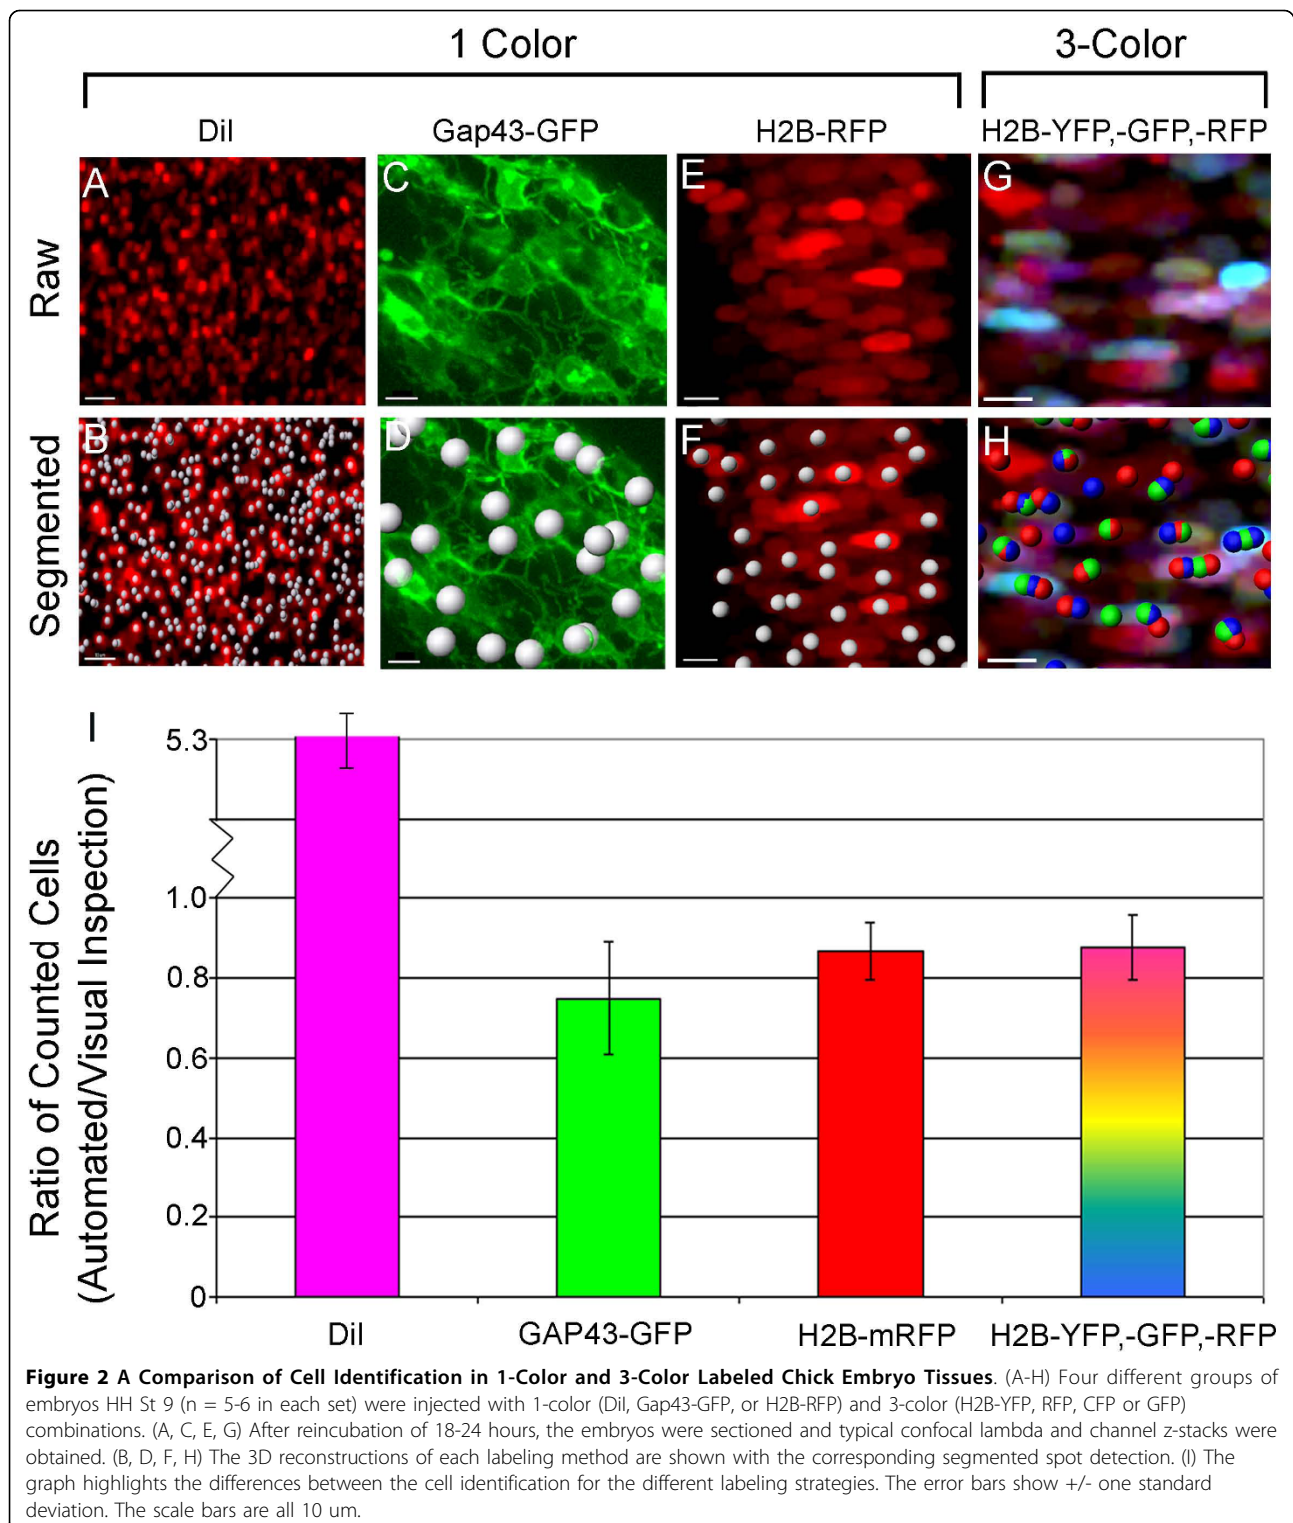 1 Color
3-Color
DiI
Gap43-GFP
H2B-RFP
H2B-YFP,-GFP,-RFP
Raw
A
C
E
G
Segmented
B
D
F
H
I
Ratio of Counted Cells
(Automated/Visual Inspection)
5.3
1.0
0.8
0.6
0.4
0.2
0
DiI
GAP43-GFP
H2B-mRFP
H2B-YFP,-GFP,-RFP
Figure 2 A Comparison of Cell Identification in 1-Color and 3-Color Labeled Chick Embryo Tissues. (A-H) Four different groups of
embryos HH St 9 (n = 5-6 in each set) were injected with 1-color (DiI, Gap43-GFP, or H2B-RFP) and 3-color (H2B-YFP, RFP, CFP or GFP)
combinations. (A, C, E, G) After reincubation of 18-24 hours, the embryos were sectioned and typical confocal lambda and channel z-stacks were
obtained. (B, D, F, H) The 3D reconstructions of each labeling method are shown with the corresponding segmented spot detection. (I) The
graph highlights the differences between the cell identification for the different labeling strategies. The error bars show +/- one standard
deviation. The scale bars are all 10 um.